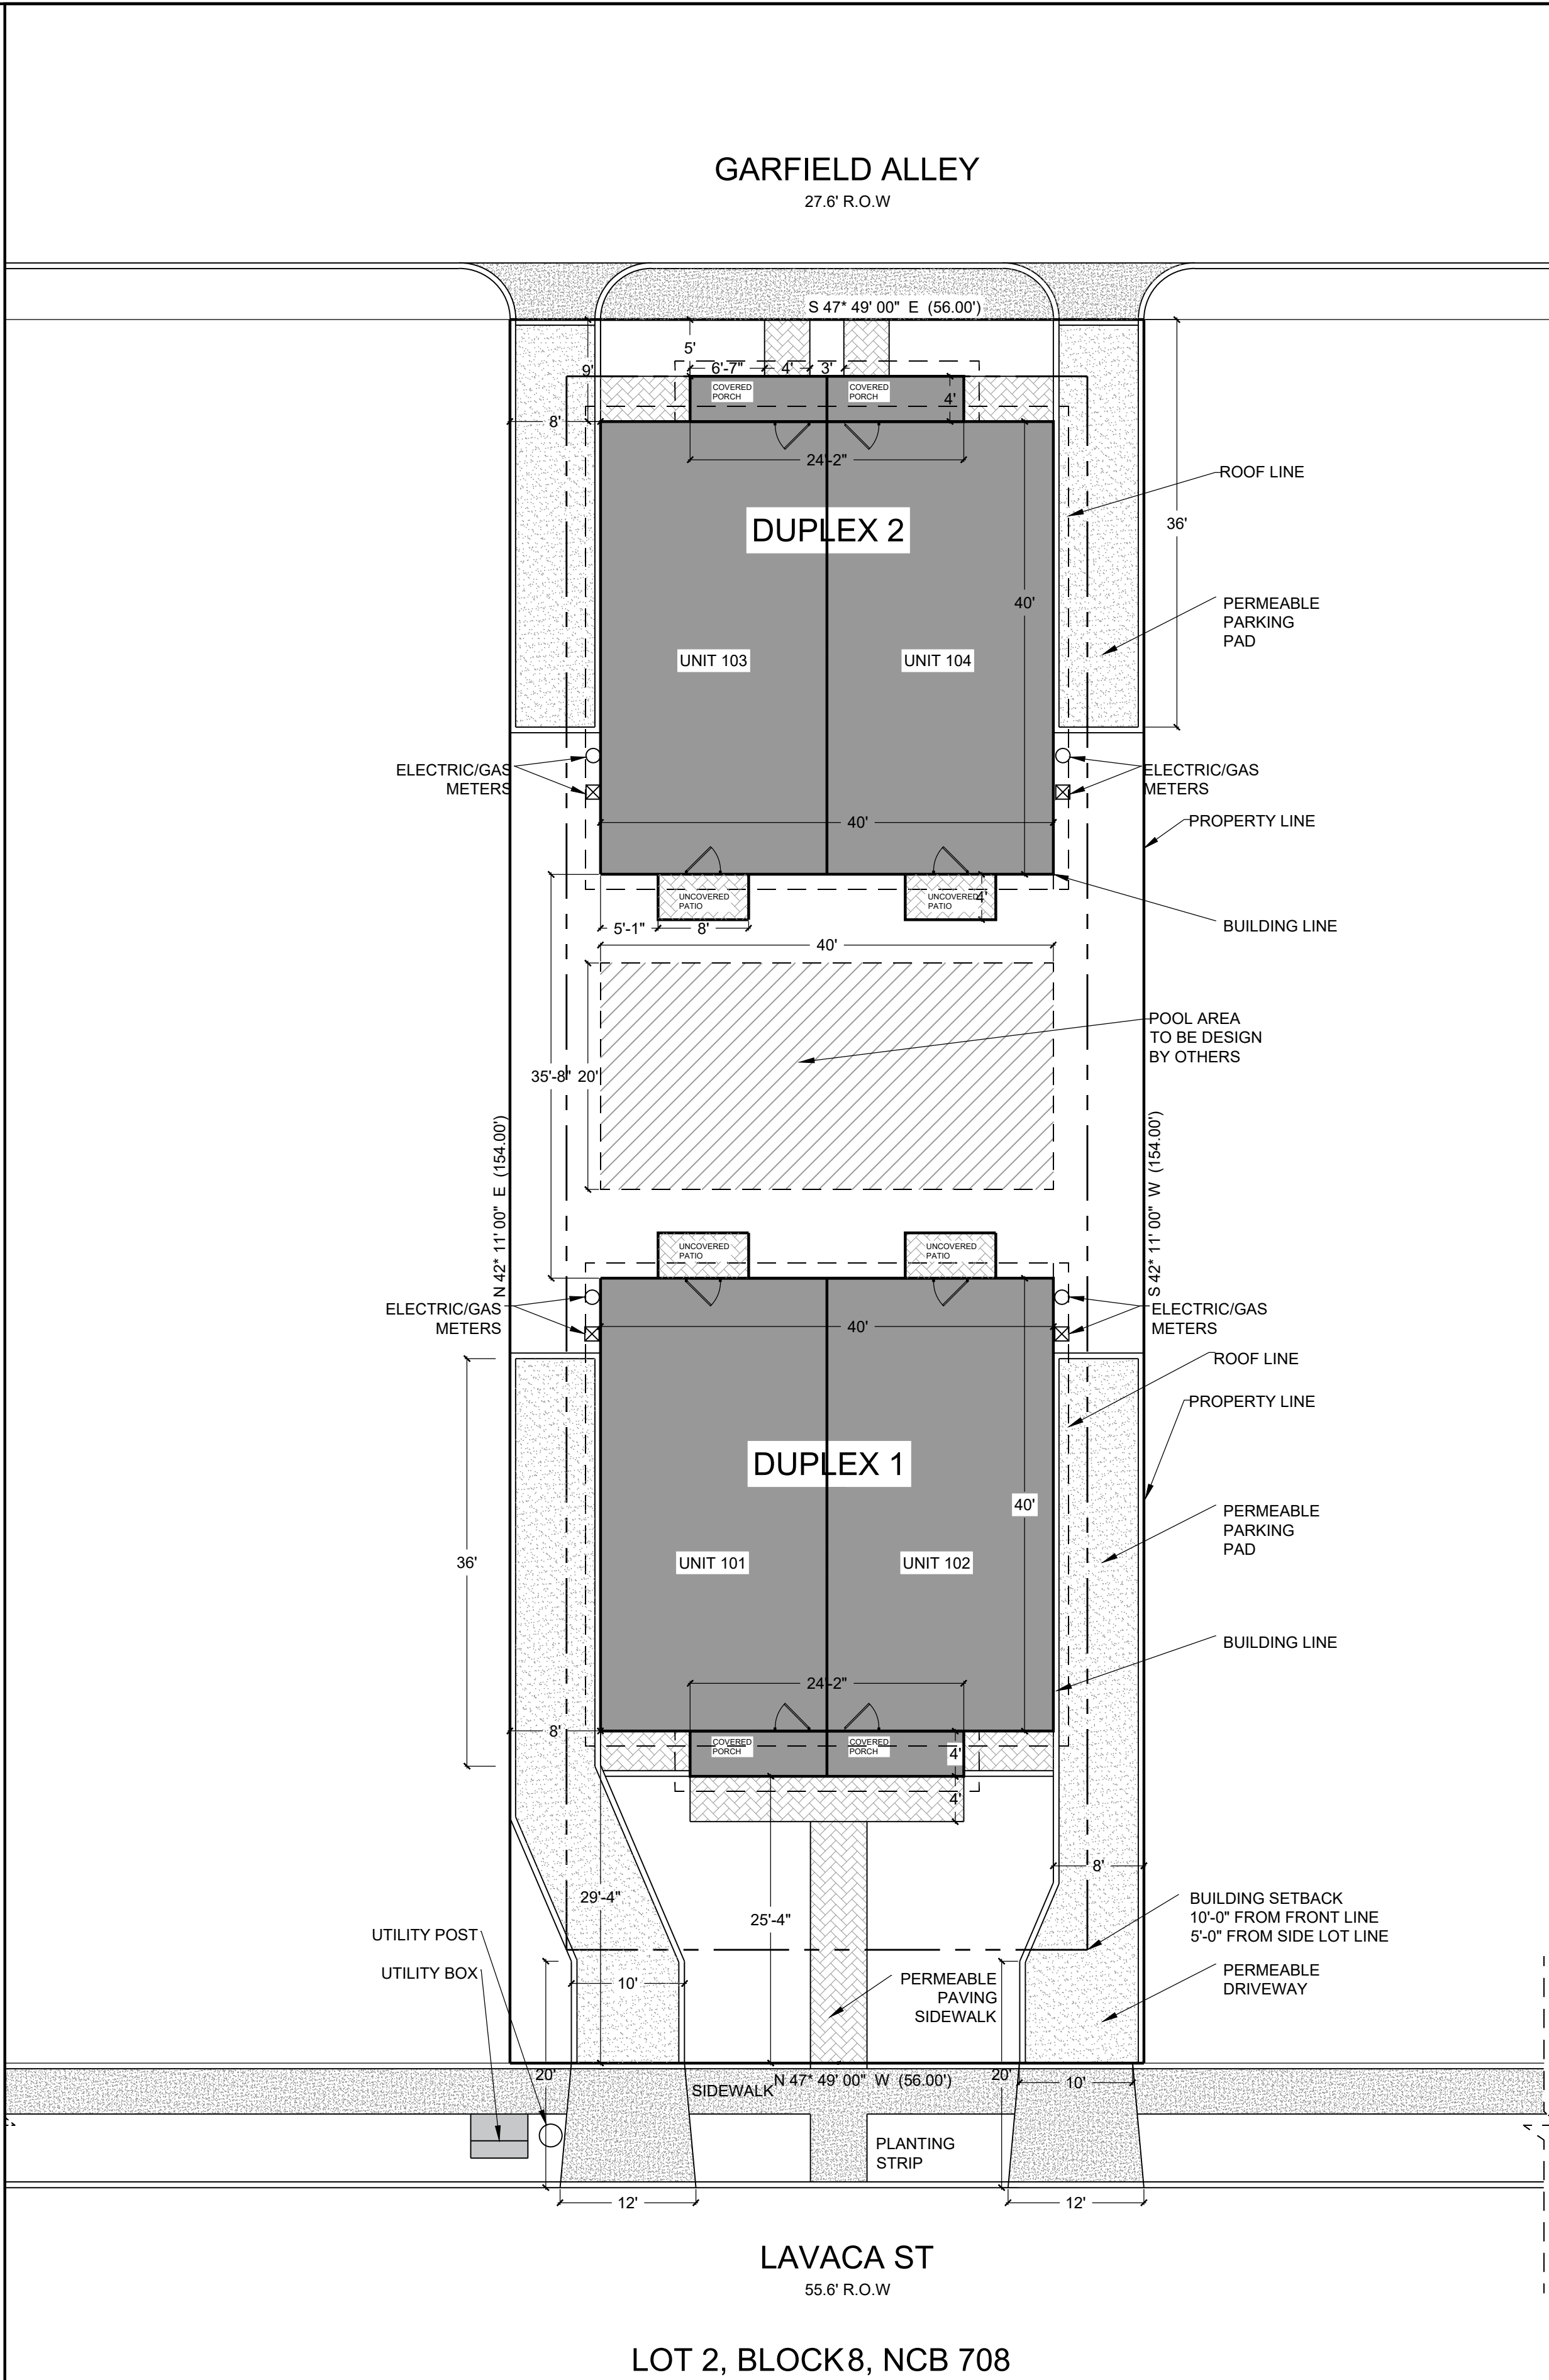 GARFIELD ALLEY
27.6' R.O.W
S 47* 49' 00" E (56.00')
5'
9'
6'-7"
4'
3'
COVERED
PORCH
COVERED
PORCH
4'
8'
24'-2"
ROOF LINE
DUPLEX 2
36'
40'
PERMEABLE
PARKING
PAD
UNIT 103
UNIT 104
ELECTRIC/GAS
METERS
ELECTRIC/GAS
METERS
40'
PROPERTY LINE
UNCOVERED
PATIO
UNCOVERED
PATIO
4'
5'-1"
8'
BUILDING LINE
40'
POOL AREA
TO BE DESIGN
BY OTHERS
35'-8"
20'
N 42* 11' 00" E (154.00')
S 42* 11' 00" W (154.00')
UNCOVERED
PATIO
UNCOVERED
PATIO
ELECTRIC/GAS
METERS
ELECTRIC/GAS
METERS
40'
ROOF LINE
PROPERTY LINE
DUPLEX 1
40'
PERMEABLE
PARKING
PAD
36'
UNIT 101
UNIT 102
BUILDING LINE
24'-2"
8'
COVERED
PORCH
COVERED
PORCH
4'
4'
8'
29'-4"
25'-4"
BUILDING SETBACK
10'-0" FROM FRONT LINE
5'-0" FROM SIDE LOT LINE
UTILITY POST
UTILITY BOX
10'
PERMEABLE
PAVING
SIDEWALK
PERMEABLE
DRIVEWAY
20'
SIDEWALK
N 47* 49' 00" W (56.00')
20'
10'
PLANTING
STRIP
12'
12'
LAVACA ST
55.6' R.O.W
LOT 2, BLOCK 8, NCB 708